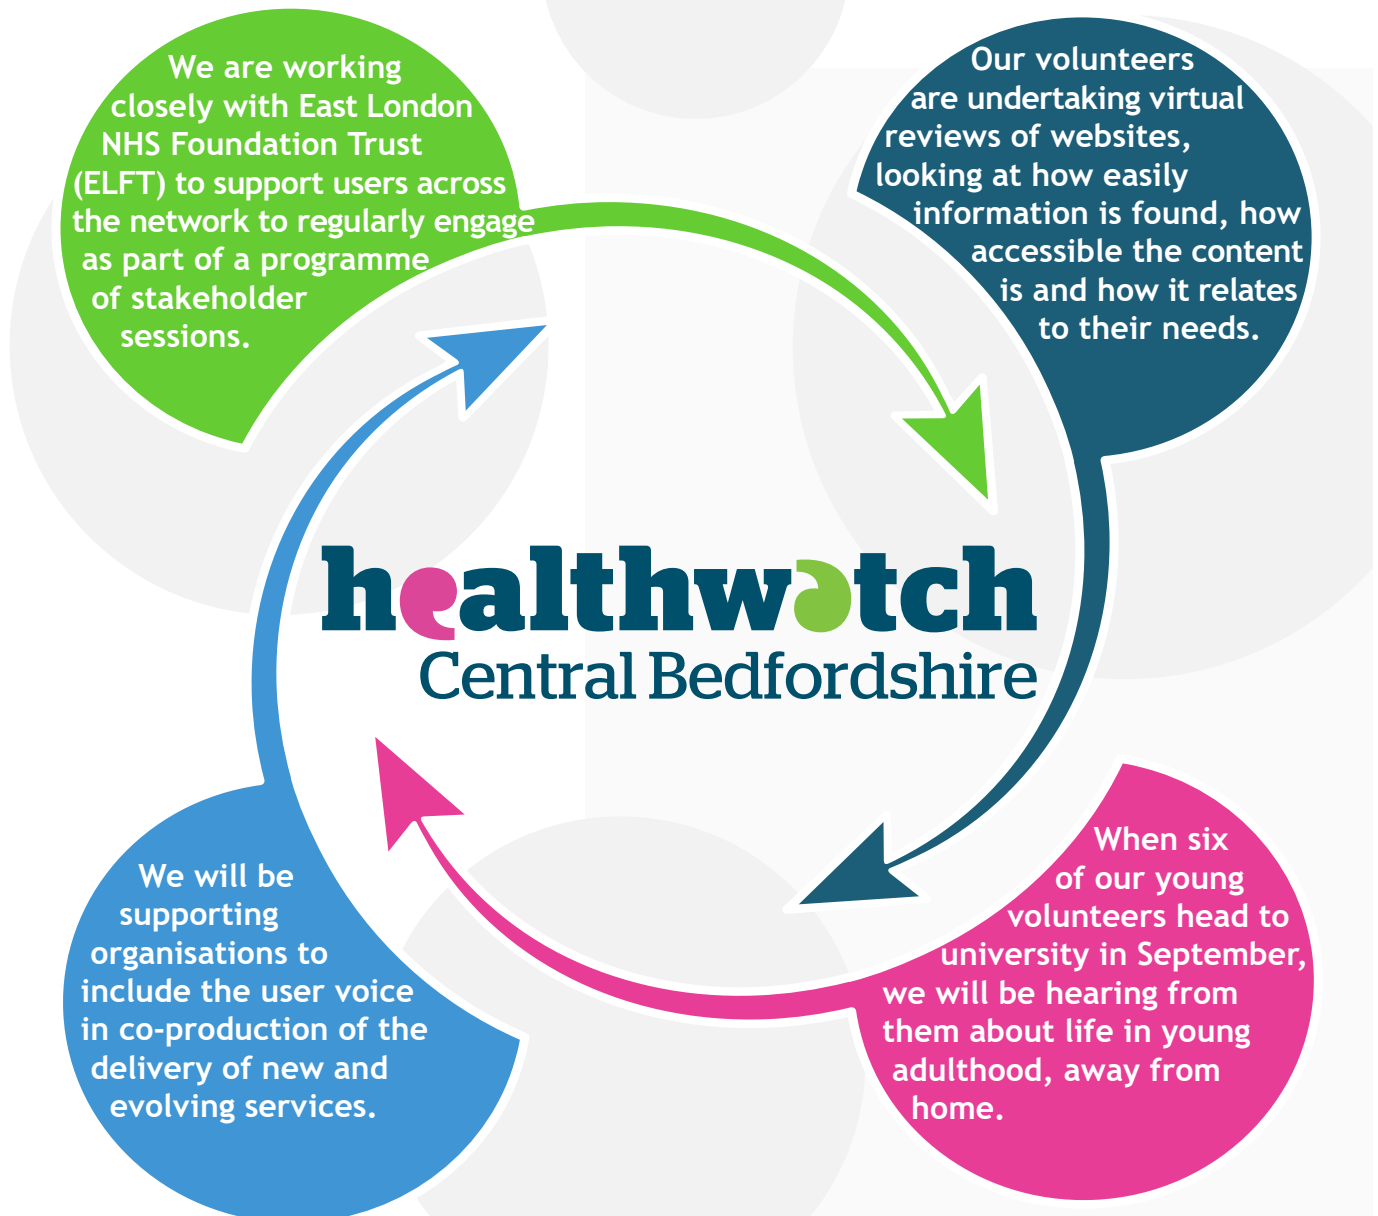 We are working
closely with East London
NHS Foundation Trust
(ELFT) to support users across
the network to regularly engage
as part of a programme
of stakeholder
sessions.
Our volunteers
are undertaking virtual
reviews of websites,
looking at how easily
information is found, how
accessible the content
is and how it relates
to their needs.
healthwatch
Central Bedfordshire
We will be
supporting
organisations to
include the user voice
in co-production of the
delivery of new and
evolving services.
When six
of our young
volunteers head to
university in September,
we will be hearing from
them about life in young
adulthood, away from
home.